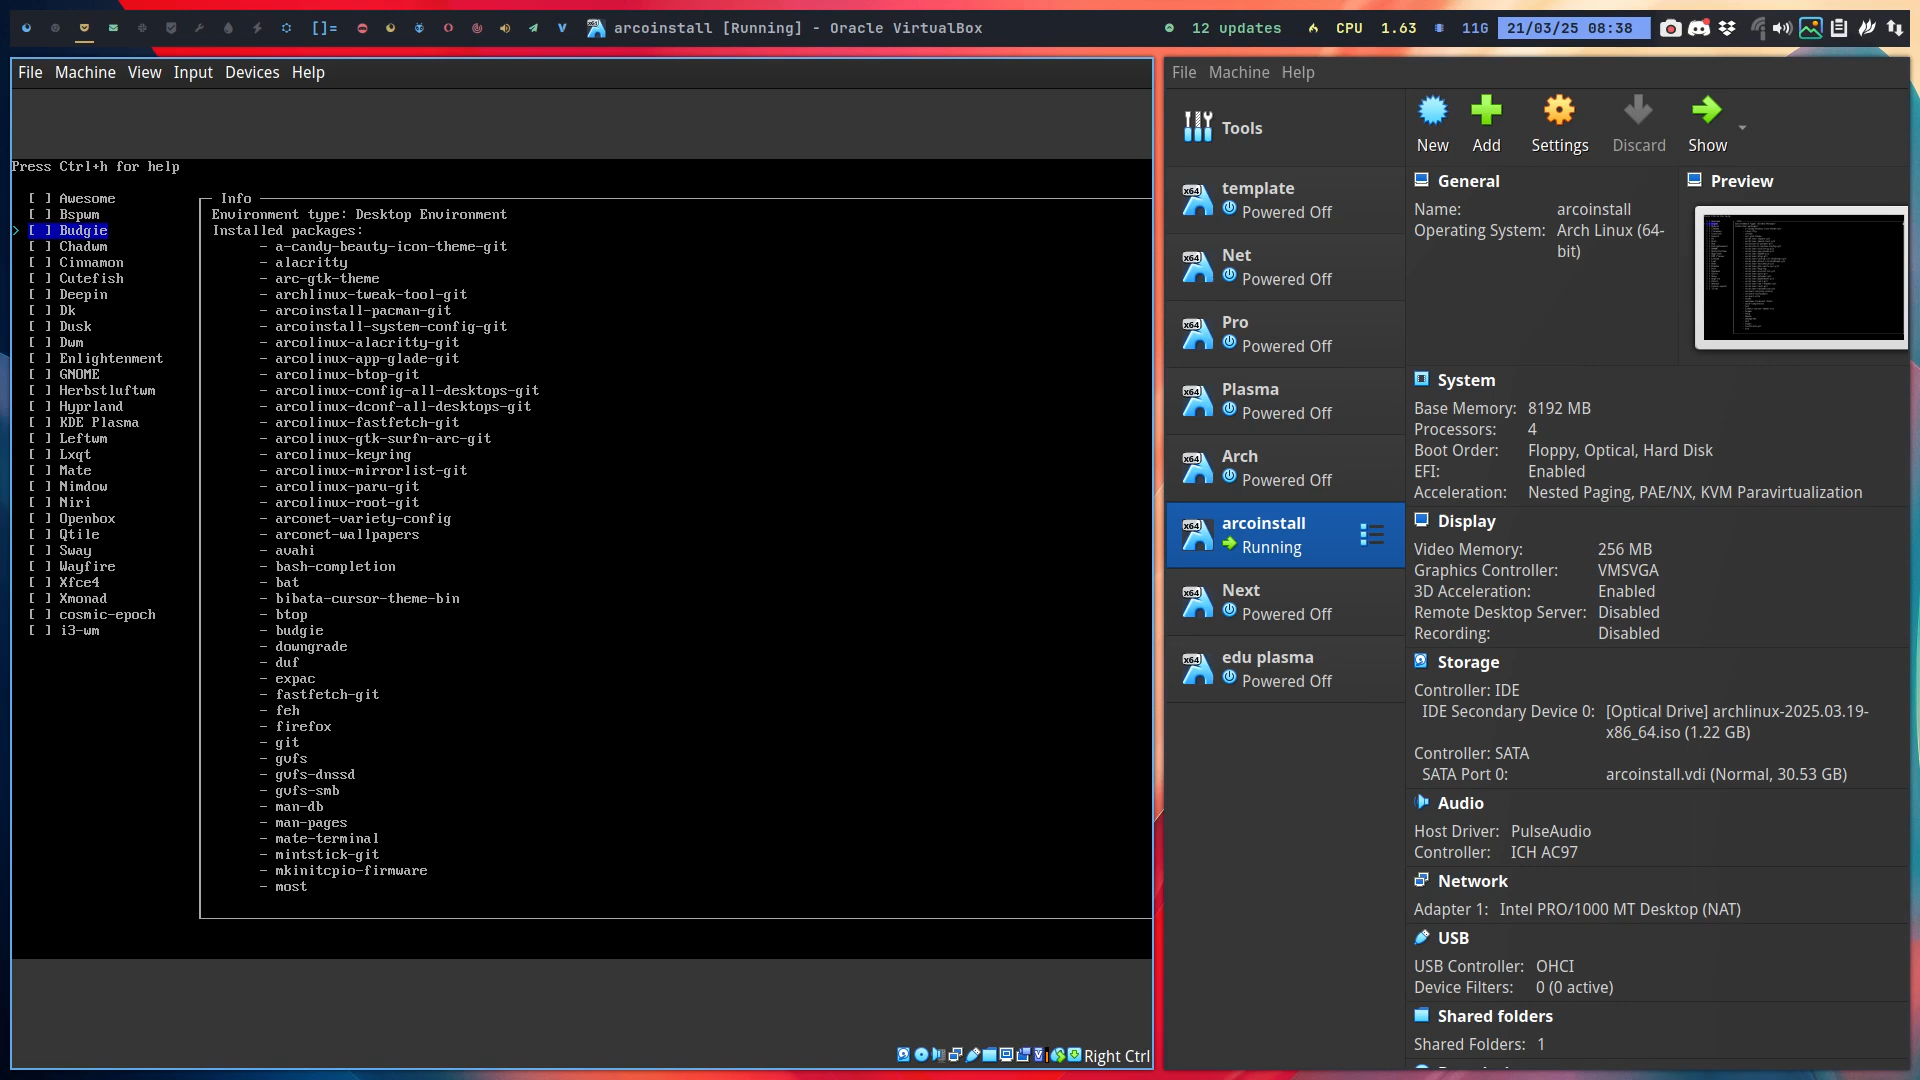 []=
arcoinstall [Running] - Oracle VirtualBox
12 updates
CPU 1.63
11G
21/03/25 08:38
File Machine View Input Devices Help
Press Ctrl+h for help
[ ] Awesome
[ ] Bspwm
> [ ] Budgie
[ ] Chadwm
[ ] Cinnamon
[ ] Cutefish
[ ] Deepin
[ ] Dk
[ ] Dusk
[ ] Dwm
[ ] Enlightenment
[ ] GNOME
[ ] Herbstluftwm
[ ] Hyprland
[ ] KDE Plasma
[ ] Leftwm
[ ] Lxqt
[ ] Mate
[ ] Nimdow
[ ] Niri
[ ] Openbox
[ ] Qtile
[ ] Sway
[ ] Wayfire
[ ] Xfce4
[ ] Xmonad
[ ] cosmic-epoch
[ ] i3-wm
Info
Environment type: Desktop Environment
Installed packages:
- a-candy-beauty-icon-theme-git
- alacritty
- arc-gtk-theme
- archlinux-tweak-tool-git
- arcoinstall-pacman-git
- arcoinstall-system-config-git
- arcolinux-alacritty-git
- arcolinux-app-glade-git
- arcolinux-btop-git
- arcolinux-config-all-desktops-git
- arcolinux-dconf-all-desktops-git
- arcolinux-fastfetch-git
- arcolinux-gtk-surfn-arc-git
- arcolinux-keyring
- arcolinux-mirrorlist-git
- arcolinux-paru-git
- arcolinux-root-git
- arconet-variety-config
- arconet-wallpapers
- avahi
- bash-completion
- bat
- bibata-cursor-theme-bin
- btop
- budgie
- downgrade
- duf
- expac
- fastfetch-git
- feh
- firefox
- git
- gvfs
- gvfs-dnssd
- gvfs-smb
- man-db
- man-pages
- mate-terminal
- mintstick-git
- mkinitcpio-firmware
- most
Right Ctrl
File Machine Help
Tools
x64
template
Powered Off
x64
Net
Powered Off
x64
Pro
Powered Off
x64
Plasma
Powered Off
x64
Arch
Powered Off
x64
arcoinstall
Running
x64
Next
Powered Off
x64
edu plasma
Powered Off
New Add Settings Discard Show
General
Name: arcoinstall
Operating System: Arch Linux (64-
bit)
Preview
System
Base Memory: 8192 MB
Processors: 4
Boot Order: Floppy, Optical, Hard Disk
EFI: Enabled
Acceleration: Nested Paging, PAE/NX, KVM Paravirtualization
Display
Video Memory: 256 MB
Graphics Controller: VMSVGA
3D Acceleration: Enabled
Remote Desktop Server: Disabled
Recording: Disabled
Storage
Controller: IDE
IDE Secondary Device 0: [Optical Drive] archlinux-2025.03.19-
x86_64.iso (1.22 GB)
Controller: SATA
SATA Port 0: arcoinstall.vdi (Normal, 30.53 GB)
Audio
Host Driver: PulseAudio
Controller: ICH AC97
Network
Adapter 1: Intel PRO/1000 MT Desktop (NAT)
USB
USB Controller: OHCI
Device Filters: 0 (0 active)
Shared folders
Shared Folders: 1